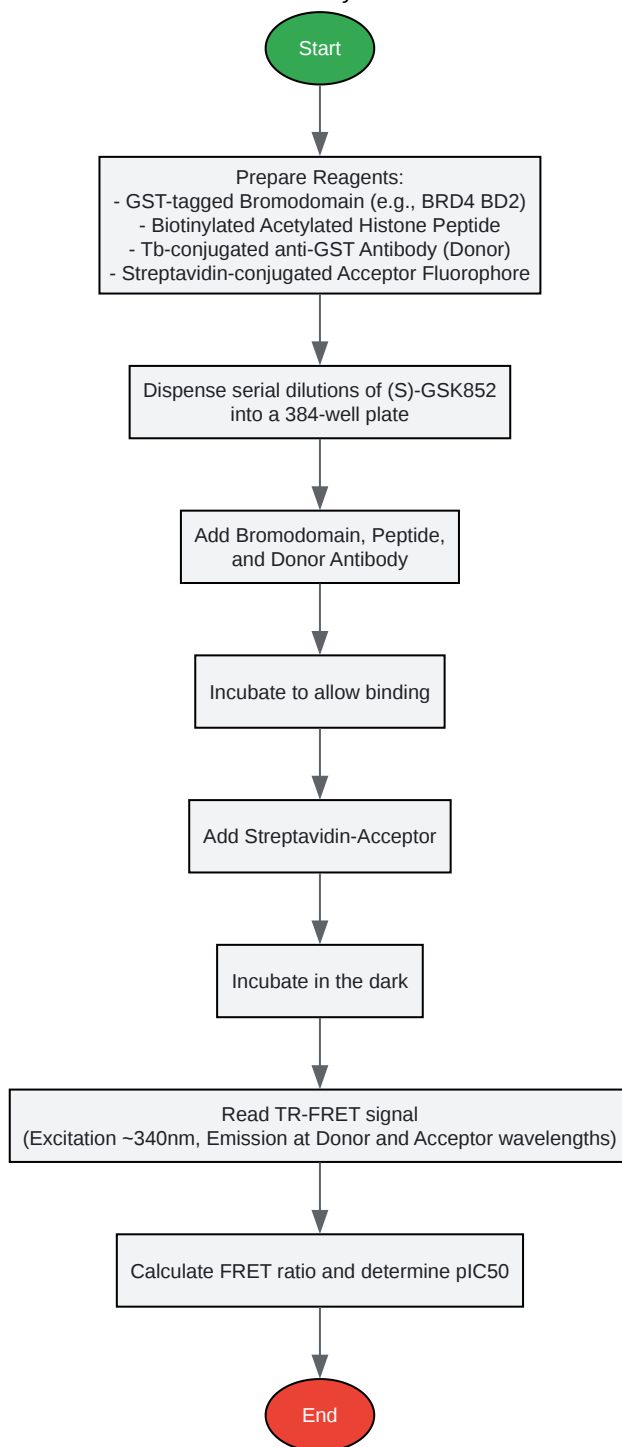 Start
Prepare Reagents:
- GST-tagged Bromodomain (e.g., BRD4 BD2)
- Biotinylated Acetylated Histone Peptide
- Tb-conjugated anti-GST Antibody (Donor)
- Streptavidin-conjugated Acceptor Fluorophore
Dispense serial dilutions of (S)-GSK852
into a 384-well plate
Add Bromodomain, Peptide,
and Donor Antibody
Incubate to allow binding
Add Streptavidin-Acceptor
Incubate in the dark
Read TR-FRET signal
(Excitation ~340nm, Emission at Donor and Acceptor wavelengths)
Calculate FRET ratio and determine pIC50
End